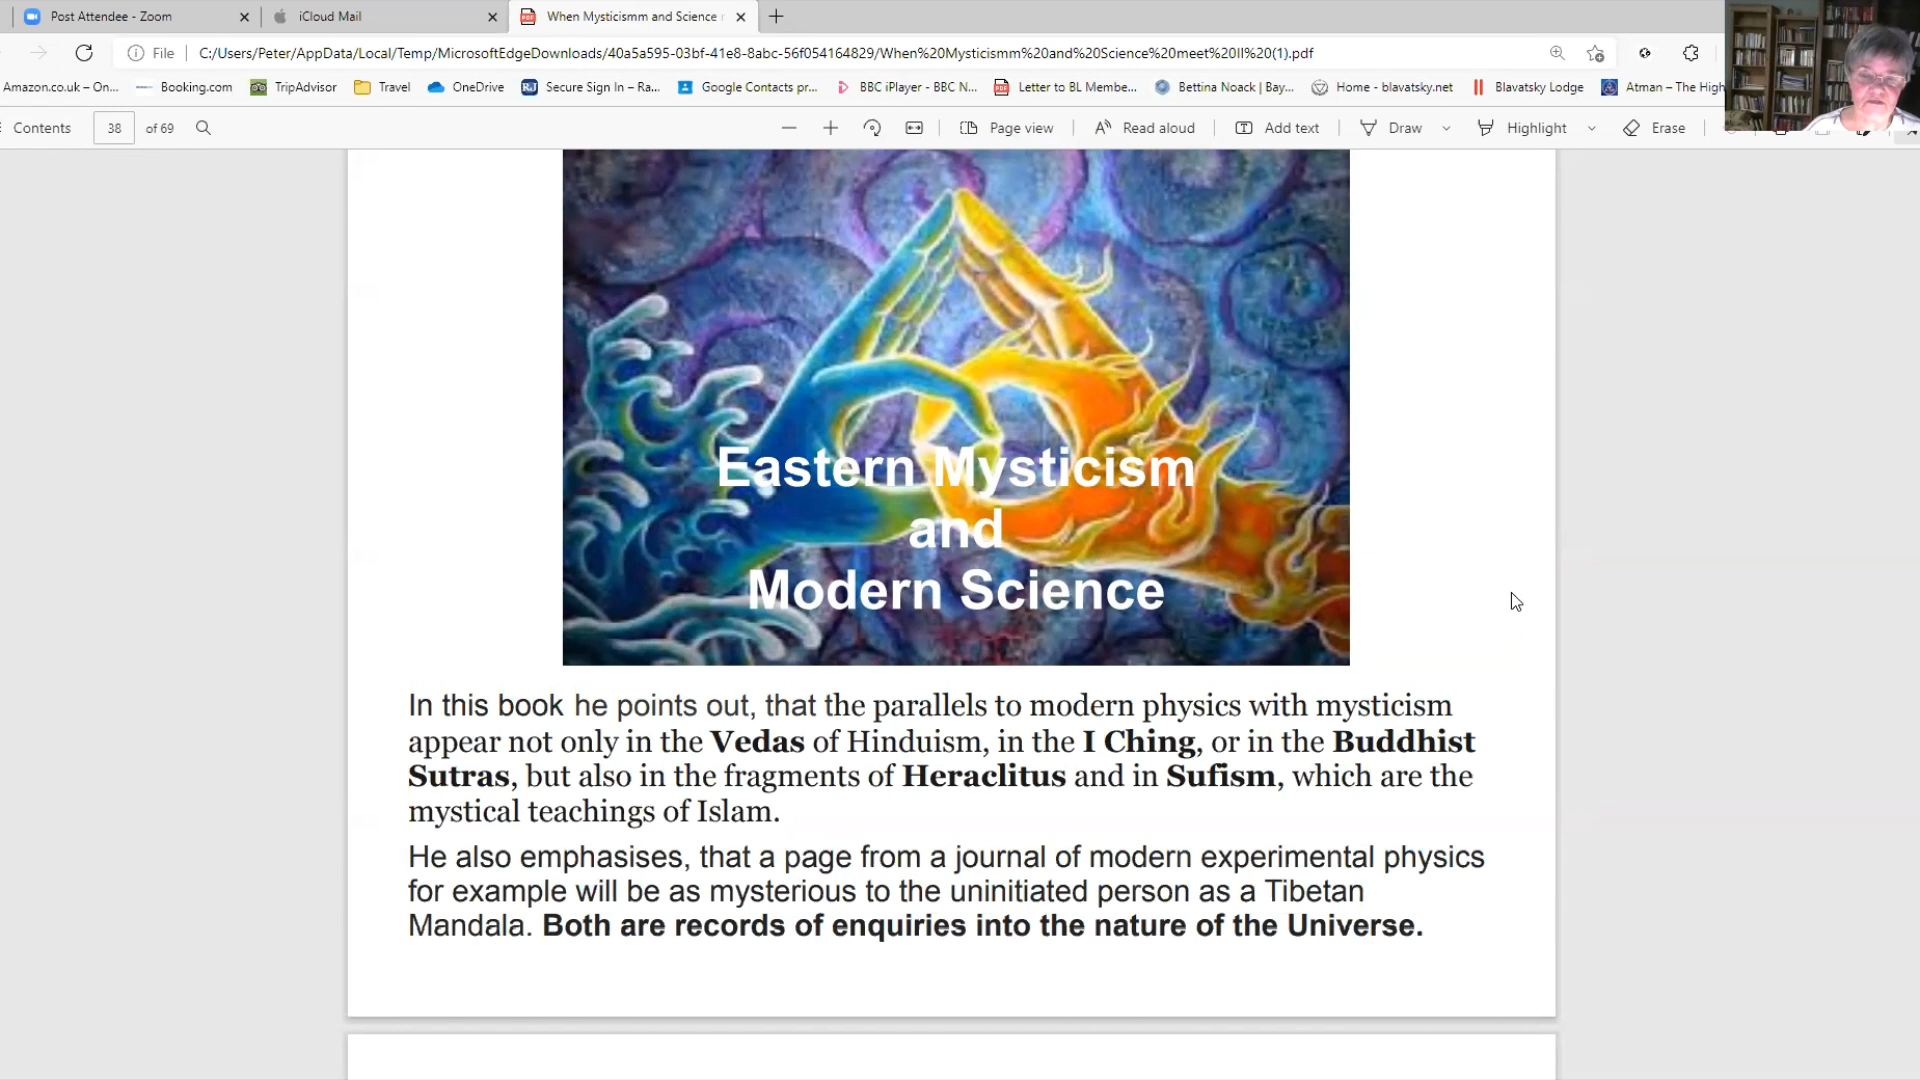 Post Attendee - Zoom
iCloud Mail
When Mysticismm and Science
File
C:/Users/Peter/AppData/Local/Temp/MicrosoftEdgeDownloads/40a5a595-03bf-41e8-8abc-56f054164829/When%20Mysticismm%20and%20Science%20meet%20II%20(1).pdf
Amazon.co.uk – On...
Booking.com
TripAdvisor
Travel
OneDrive
Secure Sign In – Ra...
Google Contacts pr...
BBC iPlayer - BBC N...
Letter to BL Membe...
Bettina Noack | Bay...
Home - blavatsky.net
Blavatsky Lodge
Atman – The High
Contents
38
of 69
Page view
Read aloud
Add text
Draw
Highlight
Erase
Eastern Mysticism
and
Modern Science
In this book he points out, that the parallels to modern physics with mysticism
appear not only in the Vedas of Hinduism, in the I Ching, or in the Buddhist
Sutras, but also in the fragments of Heraclitus and in Sufism, which are the
mystical teachings of Islam.
He also emphasises, that a page from a journal of modern experimental physics
for example will be as mysterious to the uninitiated person as a Tibetan
Mandala. Both are records of enquiries into the nature of the Universe.